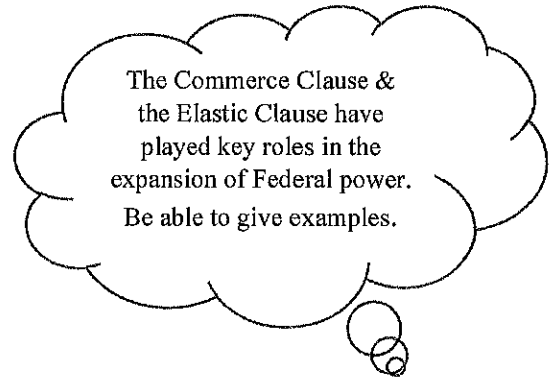 The Commerce Clause &
the Elastic Clause have
played key roles in the
expansion of Federal power.
Be able to give examples.